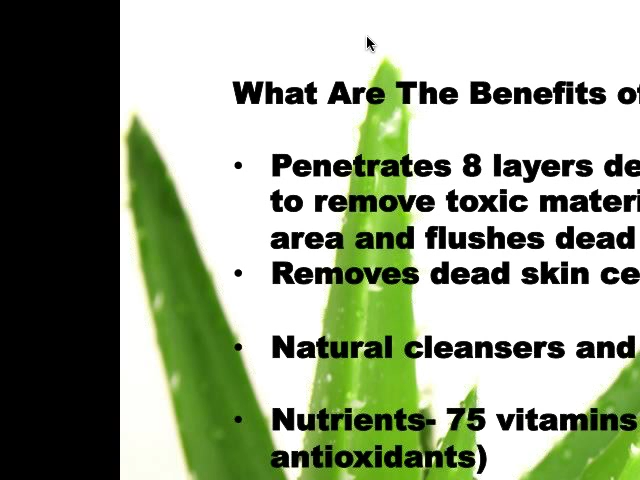 What Are The Benefits of
• Penetrates 8 layers de
to remove toxic materi
area and flushes dead
• Removes dead skin ce
• Natural cleansers and
• Nutrients- 75 vitamins
antioxidants)